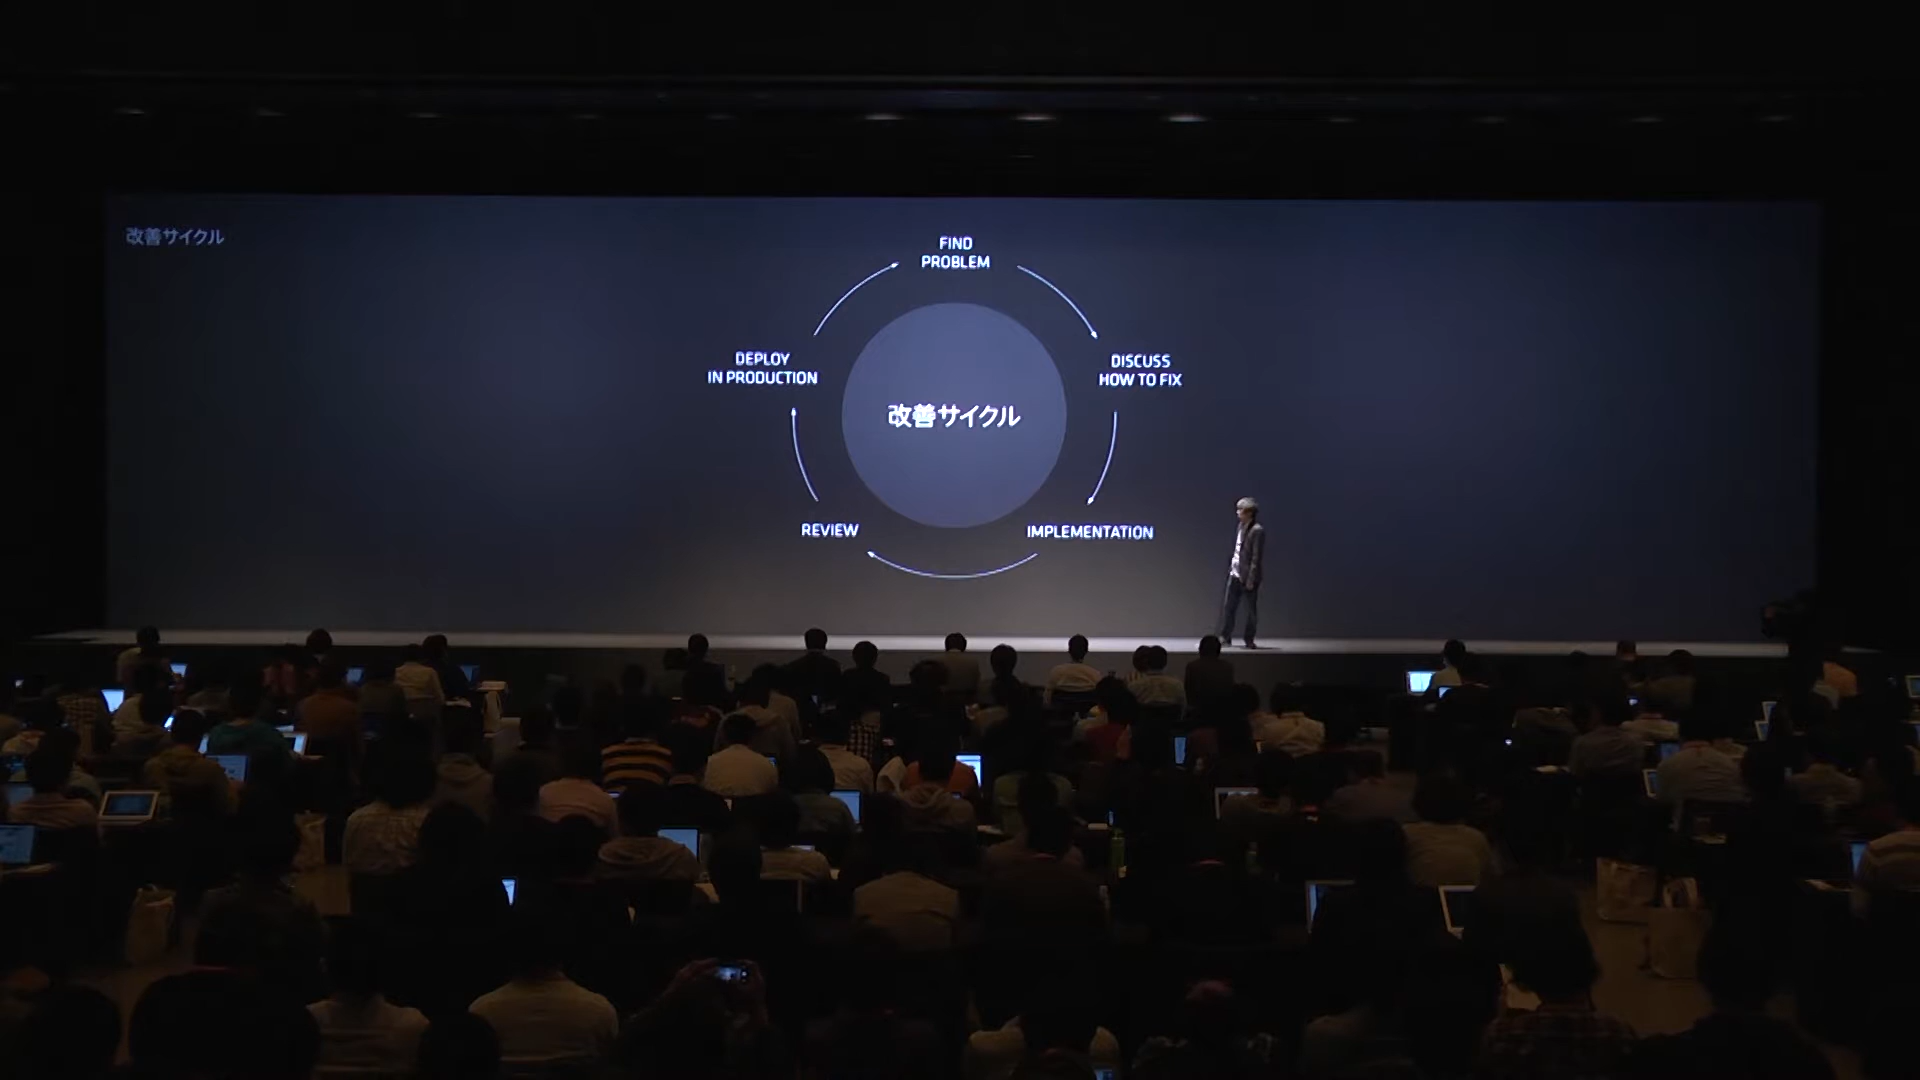 改善サイクル
FIND
PROBLEM
DISCUSS
HOW TO FIX
IMPLEMENTATION
REVIEW
DEPLOY
IN PRODUCTION
改善サイクル